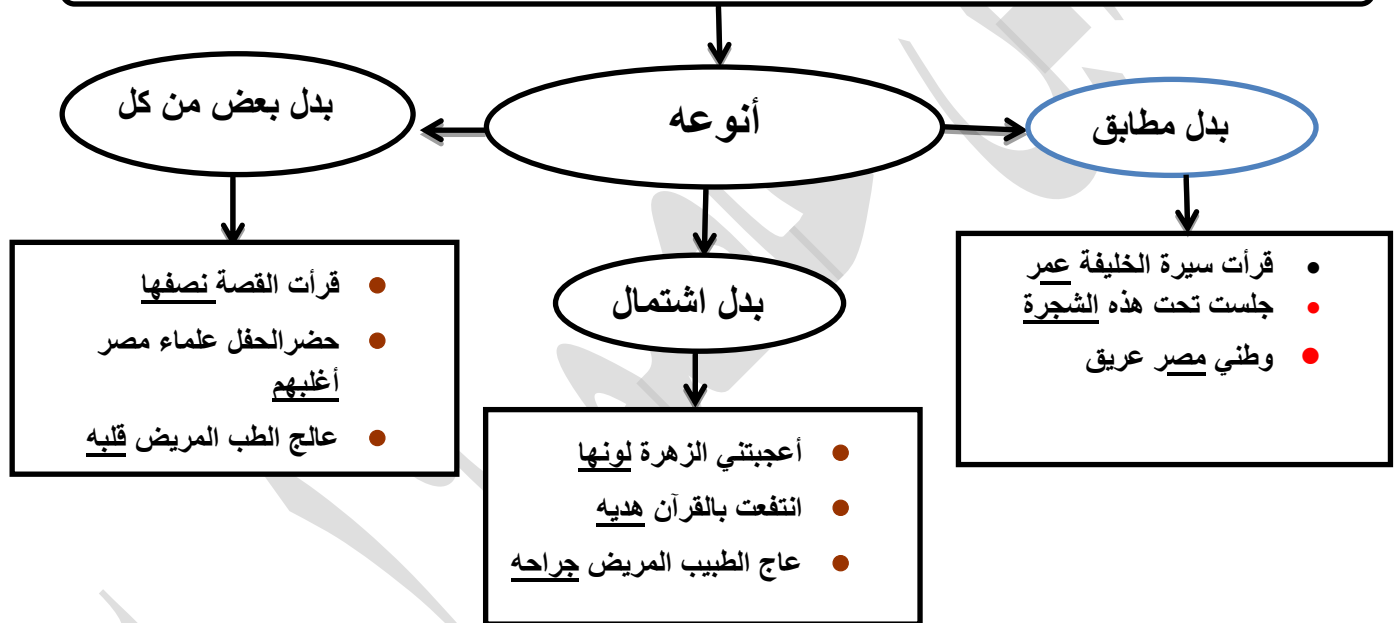 أنوعه
بدل مطابق
قرأت سيرة الخليفة عمر
جلست تحت هذه الشجرة
وطني مصر عريق
بدل اشتمال
أعجبتني الزهرة لونها
انتفعت بالقرآن هديه
عاج الطبيب المريض جراحه
بدل بعض من كل
قرأت القصة نصفها
حضرالحفل علماء مصر
أغلبهم
عالج الطب المريض قلبه